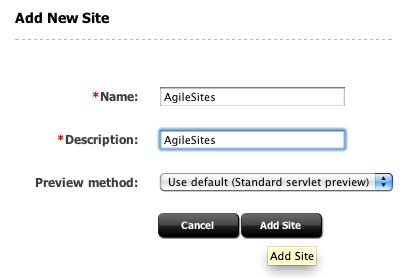 Add New Site
*Name: AgileSites
*Description: AgileSites
Preview method: Use default (Standard servlet preview)
Cancel Add Site
Add Site